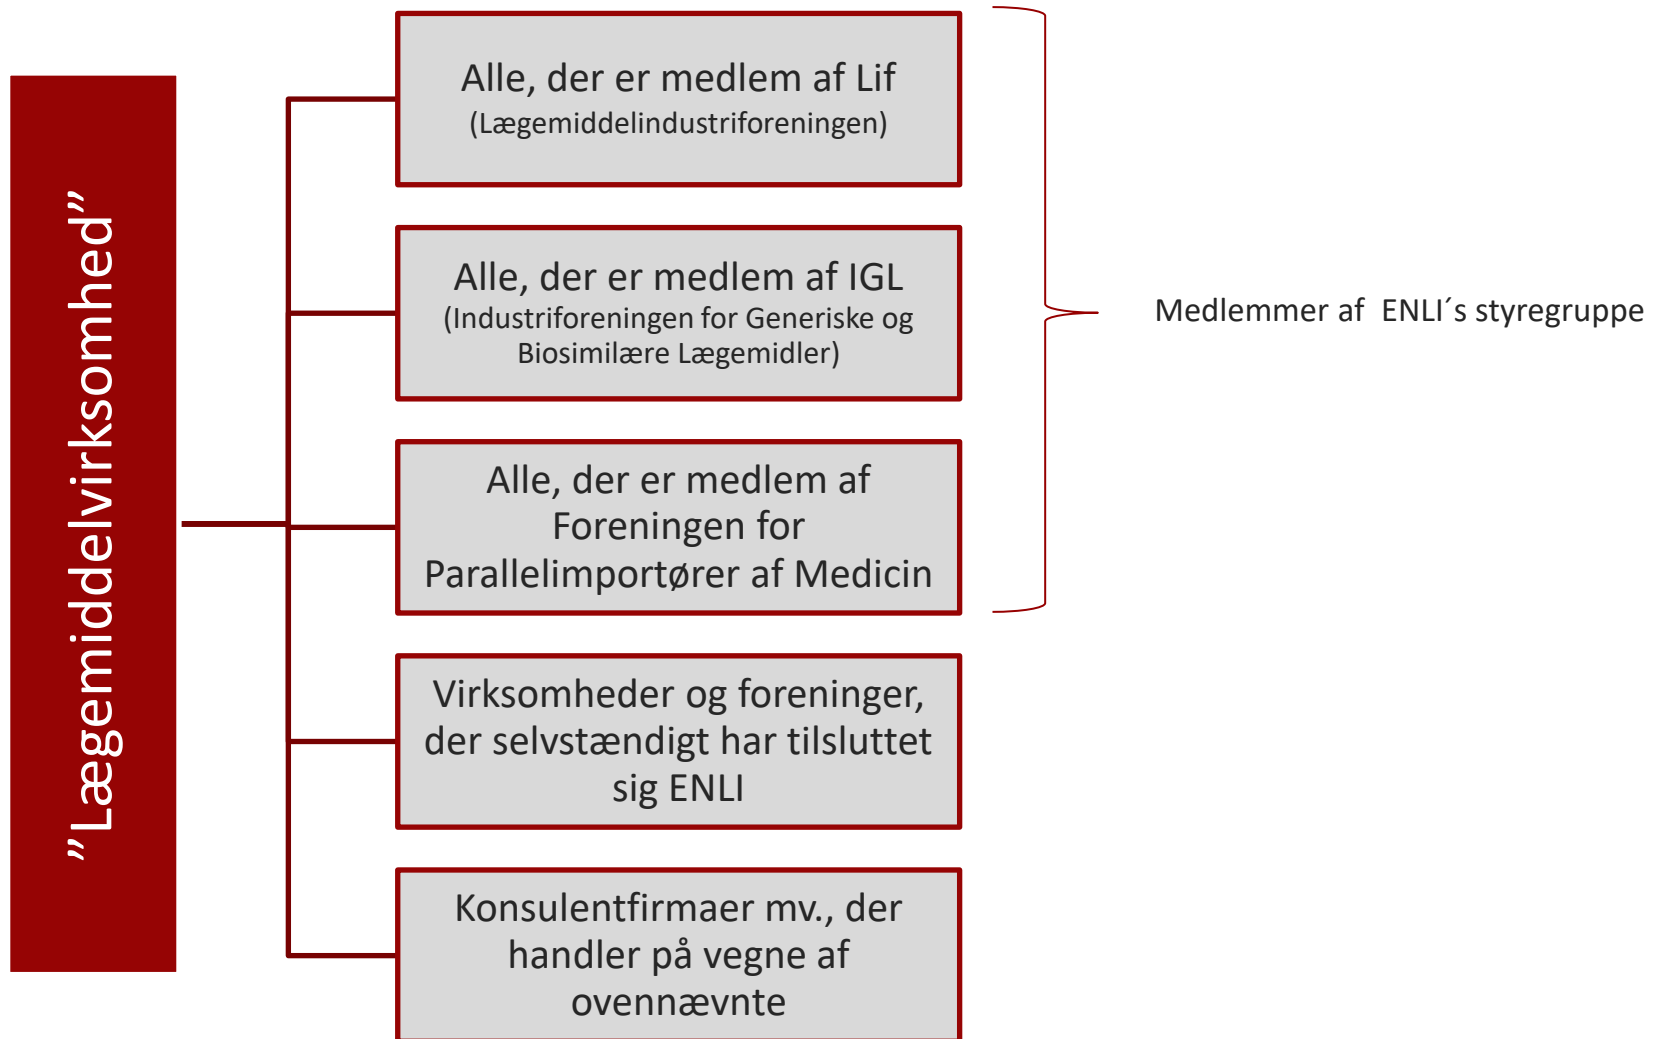 ”Lægemiddelvirksomhed”
Alle, der er medlem af Lif
(Lægemiddelindustriforeningen)
Alle, der er medlem af IGL
(Industriforeningen for Generiske og
Biosimilære Lægemidler)
Alle, der er medlem af
Foreningen for
Parallelimportører af Medicin
Virksomheder og foreninger,
der selvstændigt har tilsluttet
sig ENLI
Konsulentfirmaer mv., der
handler på vegne af
ovennævnte
Medlemmer af ENLI´s styregruppe